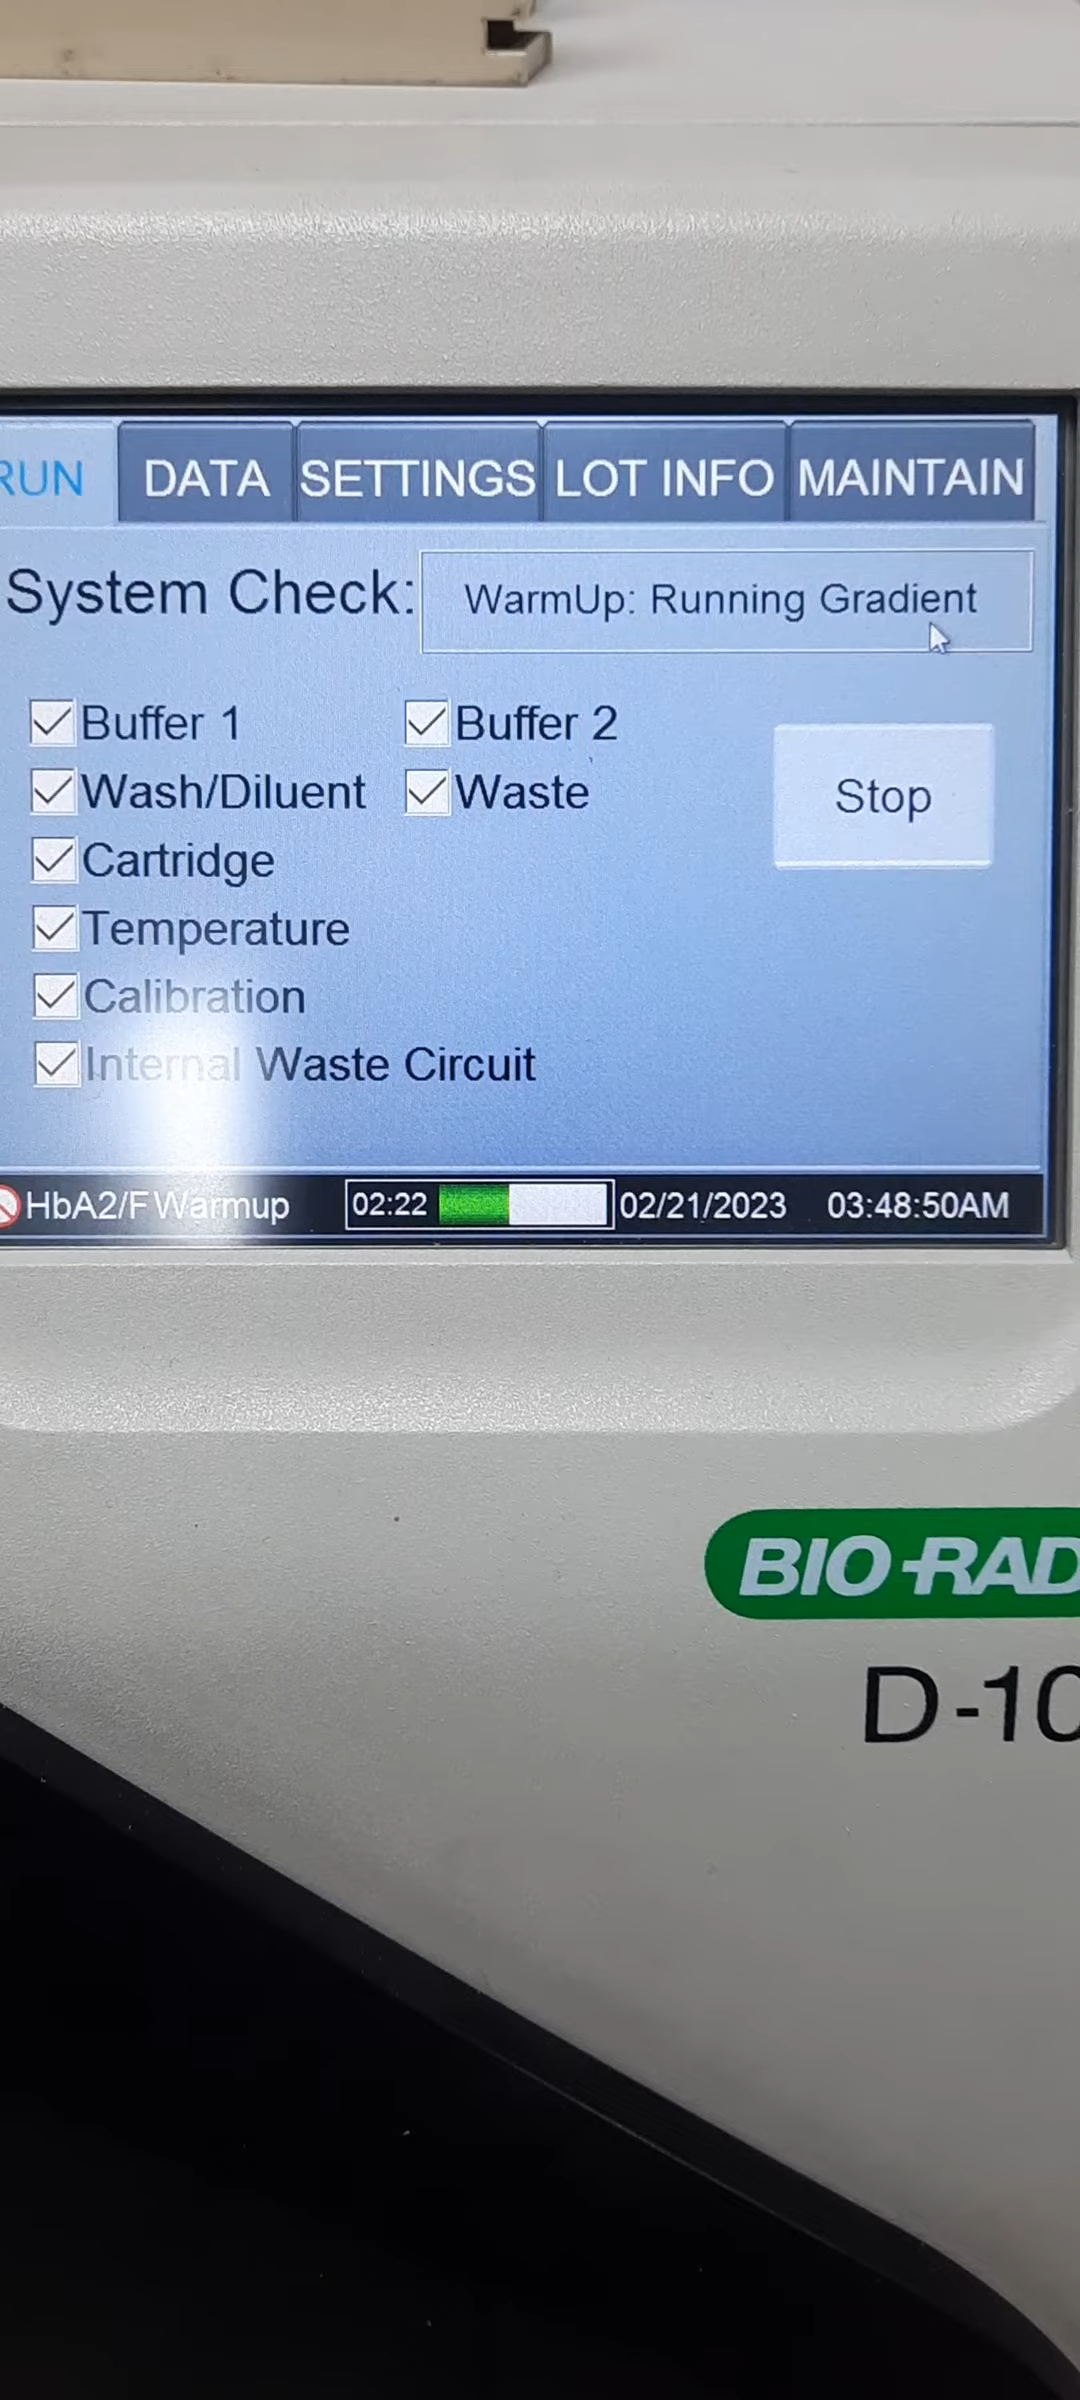 RUN DATA SETTINGS LOT INFO MAINTAIN
System Check: WarmUp: Running Gradient
Buffer 1 Buffer 2
Wash/Diluent Waste Stop
Cartridge
Temperature
Calibration
Internal Waste Circuit
HbA2/F Warmup 02:22 02/21/2023 03:48:50AM
BIO-RAD
D-10